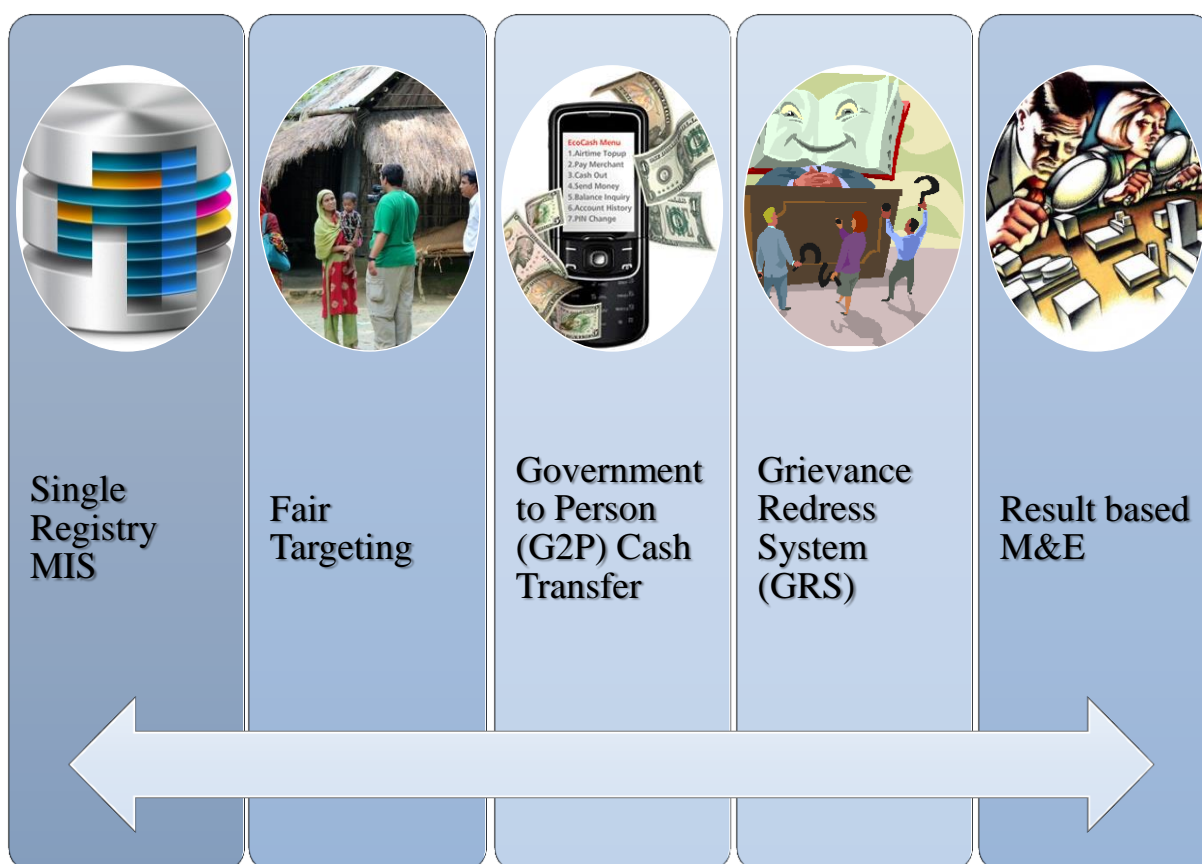 EcoCash Menu
1.Airtime Topup
2.Pay Merchant
3.Cash Out
4.Send Money
5.Balance Inquiry
6.Account History
7.PIN Change
Single
Registry
MIS
Fair
Targeting
Government
to Person
(G2P) Cash
Transfer
Grievance
Redress
System
(GRS)
Result based
M&E